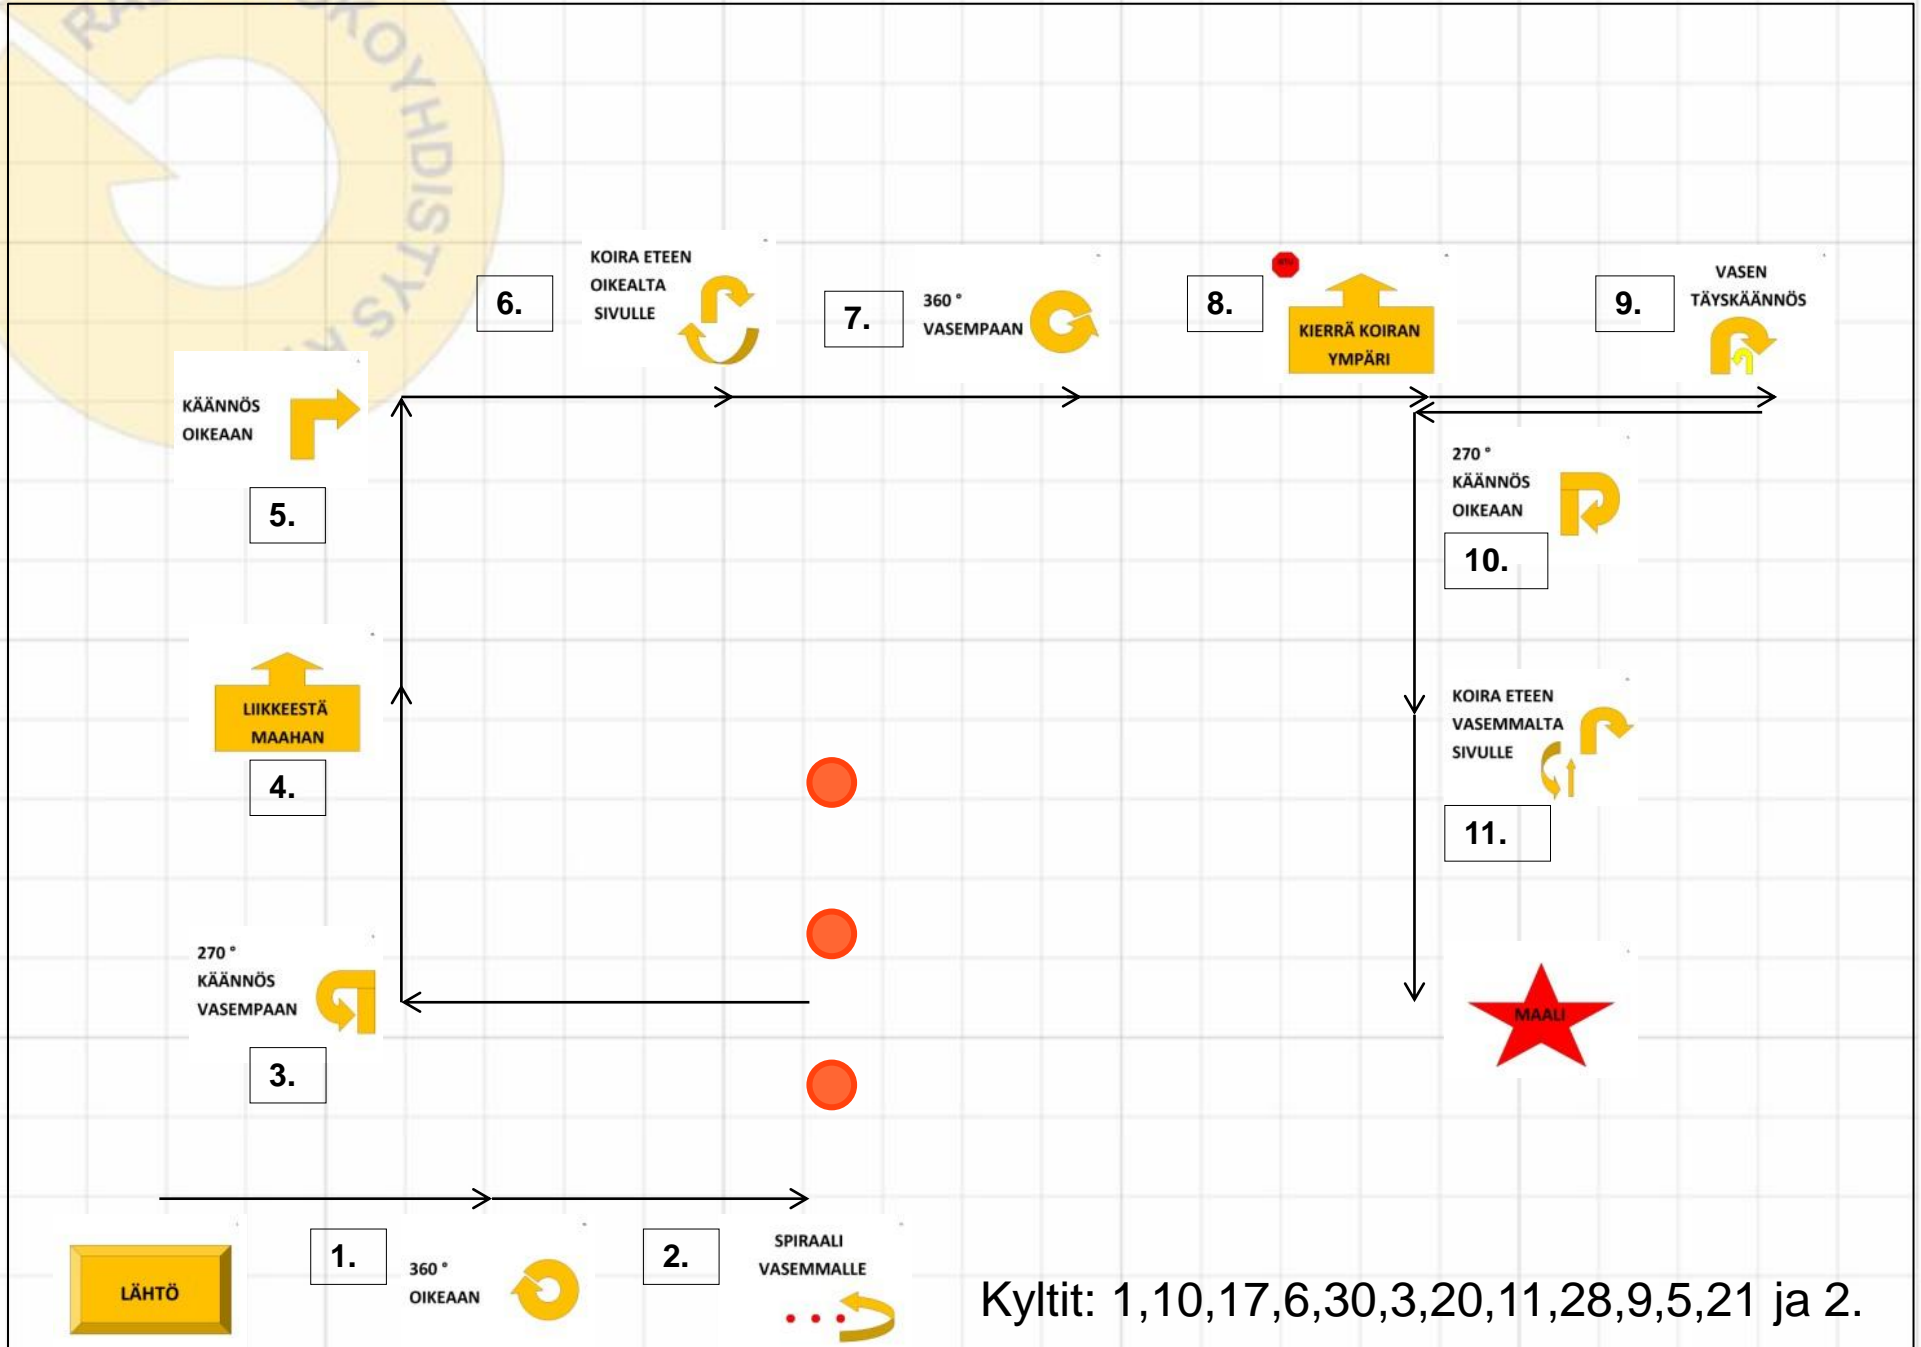 KOYHDISTYS
6.
KOIRA ETEEN
OIKEALTA
SIVULLE
7.
360 °
VASEMPAAN
8.
KIERRÄ KOIRAN
YMPÄRI
9.
VASEN
TÄYSKÄÄNNÖS
KÄÄNNÖS
OIKEAAN
5.
270 °
KÄÄNNÖS
OIKEAAN
10.
LIIKKEESTÄ
MAAHAN
4.
KOIRA ETEEN
VASEMMALTA
SIVULLE
11.
270 °
KÄÄNNÖS
VASEMPAAN
3.
MAALI
LÄHTÖ
1.
360 °
OIKEAAN
2.
SPIRAALI
VASEMMALLE
Kyltit: 1,10,17,6,30,3,20,11,28,9,5,21 ja 2.